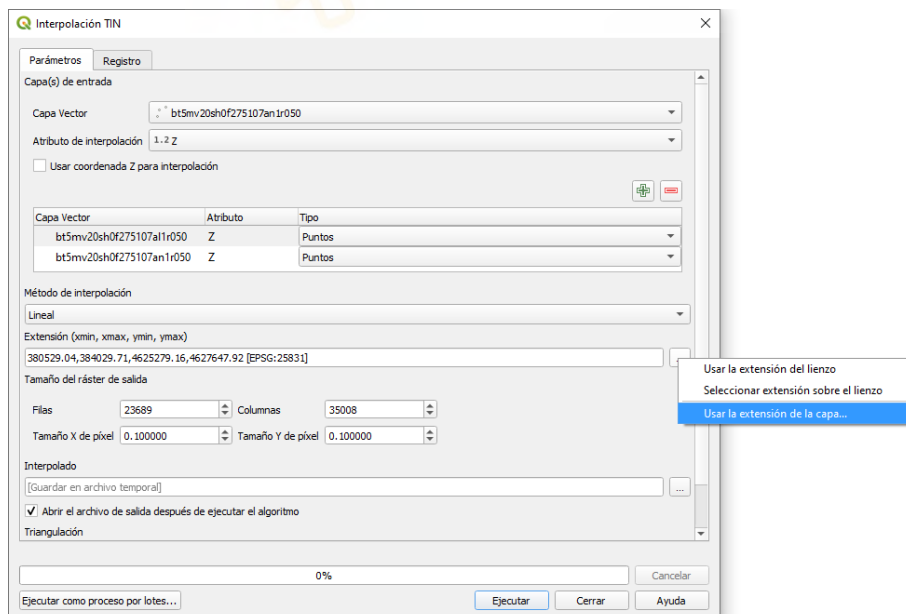 Interpolación TIN
Parámetros Registro
Capa(s) de entrada
Capa Vector bt5mv20sh0f275107an1r050
Atributo de interpolación 1.2 Z
Usar coordenada Z para interpolación
Capa Vector Atributo Tipo
bt5mv20sh0f275107al1r050 Z Puntos
bt5mv20sh0f275107an1r050 Z Puntos
Método de interpolación
Lineal
Extensión (xmin, xmax, ymin, ymax)
380529.04,384029.71,4625279.16,4627647.92 [EPSG:25831]
Usar la extensión del lienzo
Seleccionar extensión sobre el lienzo
Usar la extensión de la capa...
Tamaño del ráster de salida
Filas 23689 Columnas 35008
Tamaño X de píxel 0.100000 Tamaño Y de píxel 0.100000
Interpolado
[Guardar en archivo temporal] ...
Abrir el archivo de salida después de ejecutar el algoritmo
Triangulación
0% Cancelar
Ejecutar como proceso por lotes... Ejecutar Cerrar Ayuda